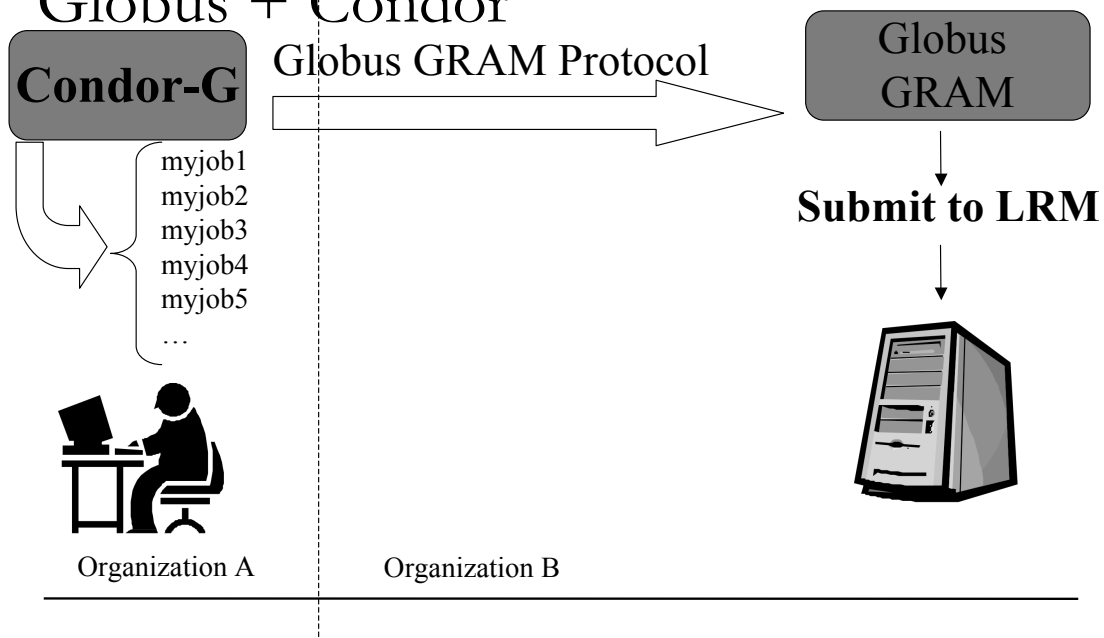 Globus + Condor
Condor-G
Globus GRAM Protocol
Globus
GRAM
myjob1
myjob2
myjob3
myjob4
myjob5
…
Submit to LRM
Organization A
Organization B